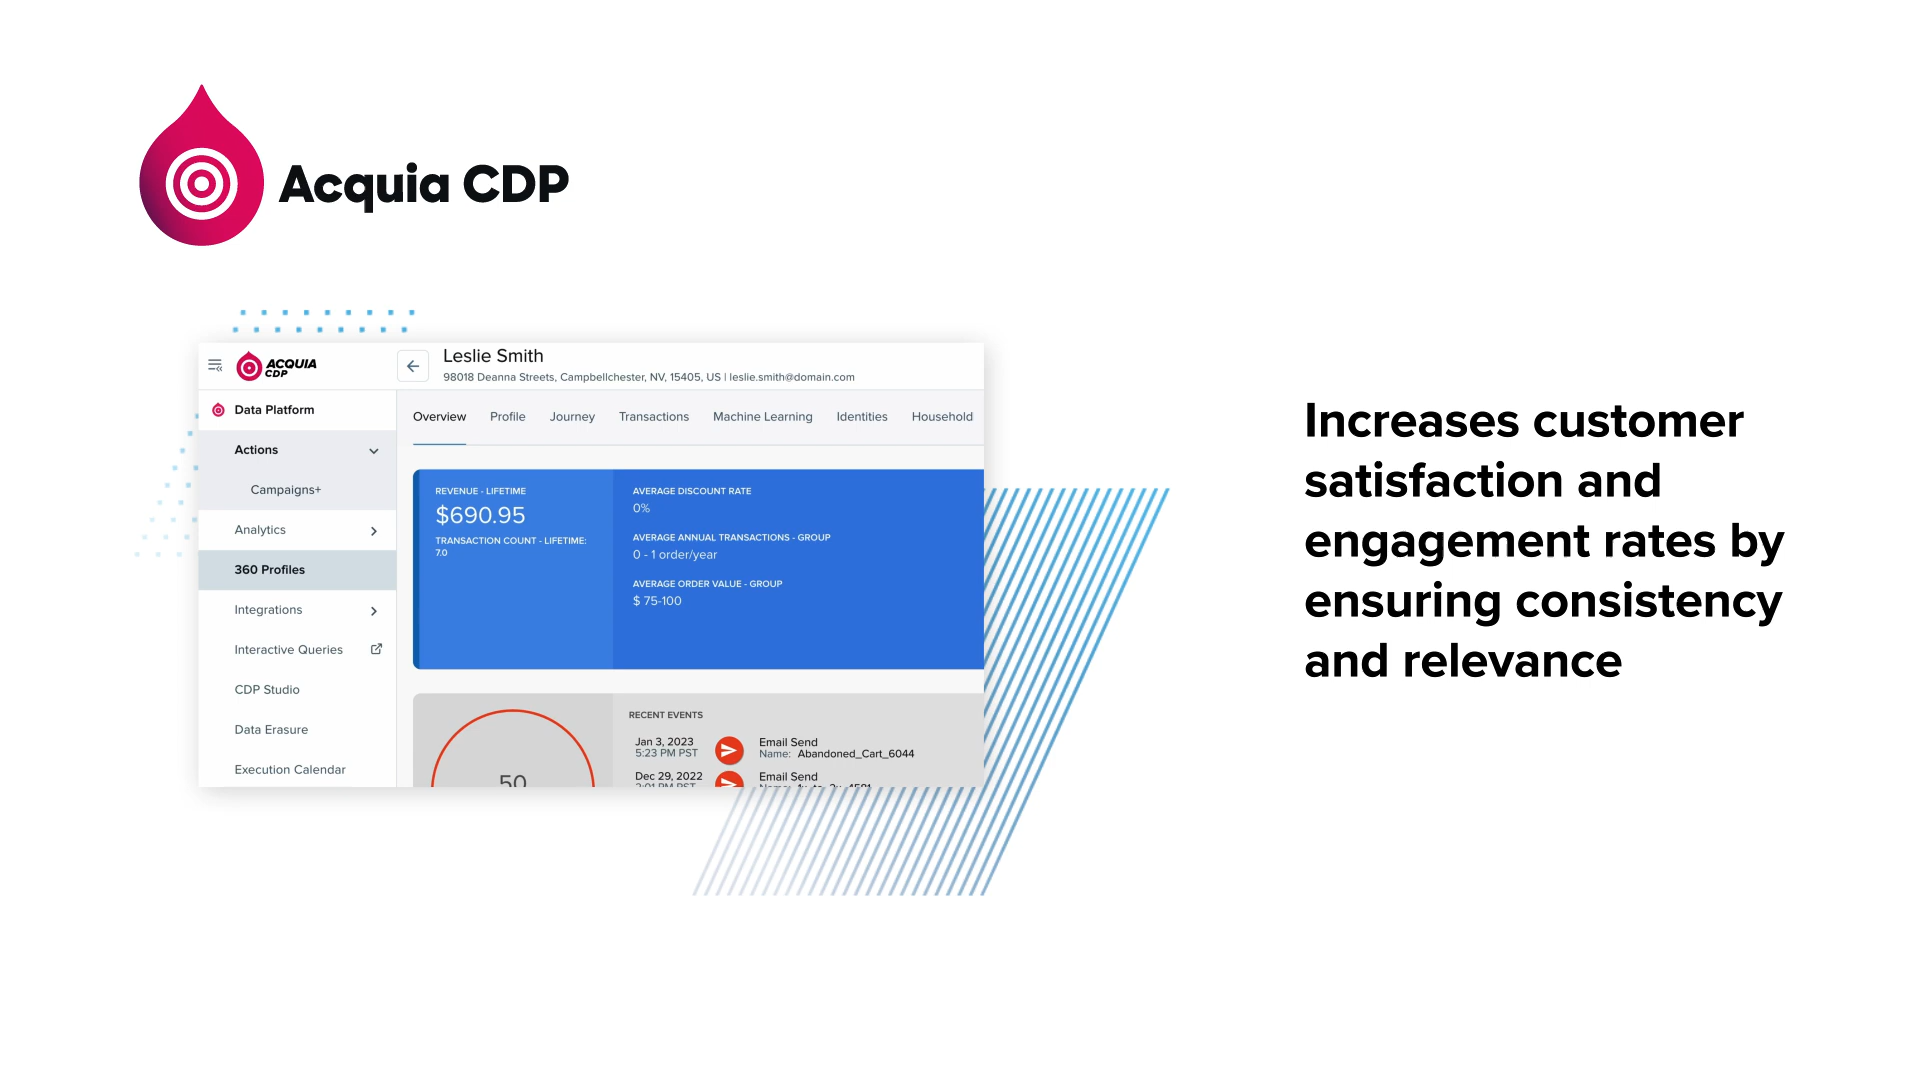 Acquia CDP
ACQUIA
CDP
Leslie Smith
98018 Deanna Streets, Campbellchester, NV, 15405, US | leslie.smith@domain.com
Data Platform
Actions
Campaigns+
Analytics
360 Profiles
Integrations
Interactive Queries
CDP Studio
Data Erasure
Execution Calendar
Overview Profile Journey Transactions Machine Learning Identities Household
REVENUE - LIFETIME
$690.95
TRANSACTION COUNT - LIFETIME:
7.0
AVERAGE DISCOUNT RATE
0%
AVERAGE ANNUAL TRANSACTIONS - GROUP
0 - 1 order/year
AVERAGE ORDER VALUE - GROUP
$ 75-100
50
RECENT EVENTS
Jan 3, 2023
5:23 PM PST
Email Send
Name: Abandoned_Cart_6044
Dec 29, 2022
Email Send
Increases customer
satisfaction and
engagement rates by
ensuring consistency
and relevance